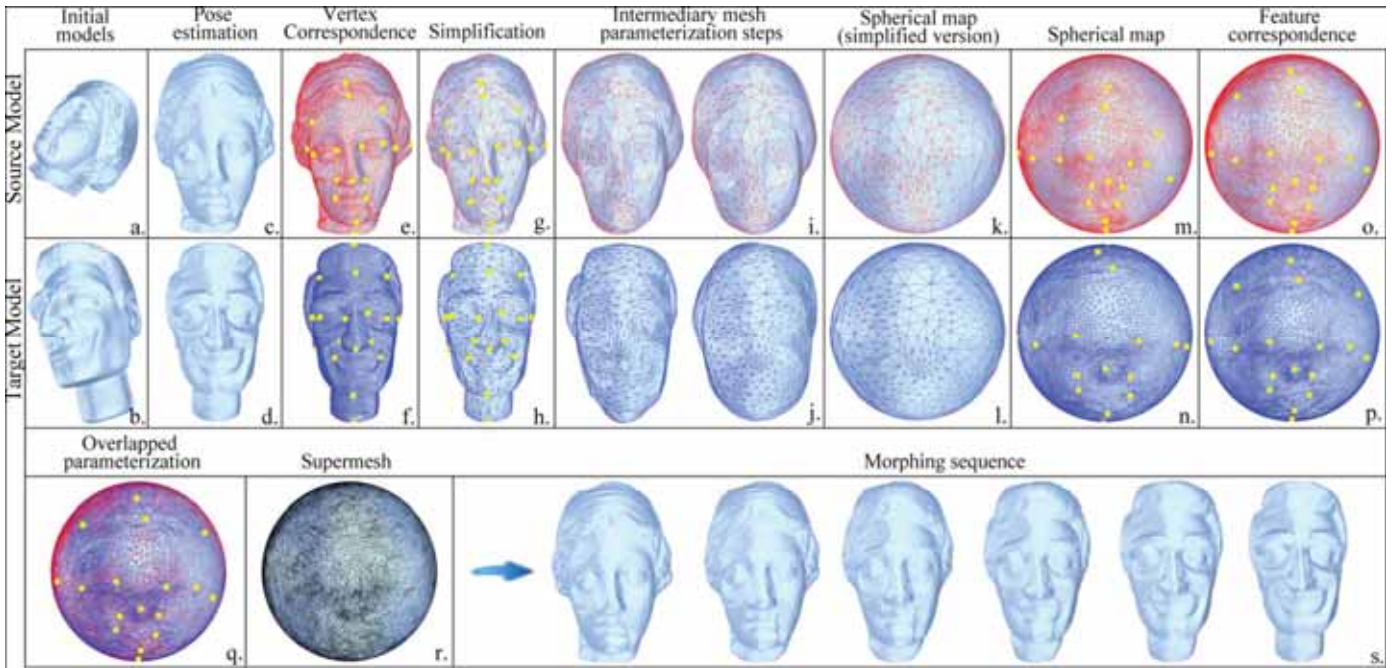 Initial models
Pose estimation
Vertex Correspondence
Simplification
Intermediary mesh parameterization steps
Spherical map (simplified version)
Spherical map
Feature correspondence
Source Model
a.
c.
e.
g.
i.
k.
m.
o.
Target Model
b.
d.
f.
h.
j.
l.
n.
p.
Overlapped parameterization
Supermesh
Morphing sequence
q.
r.
s.